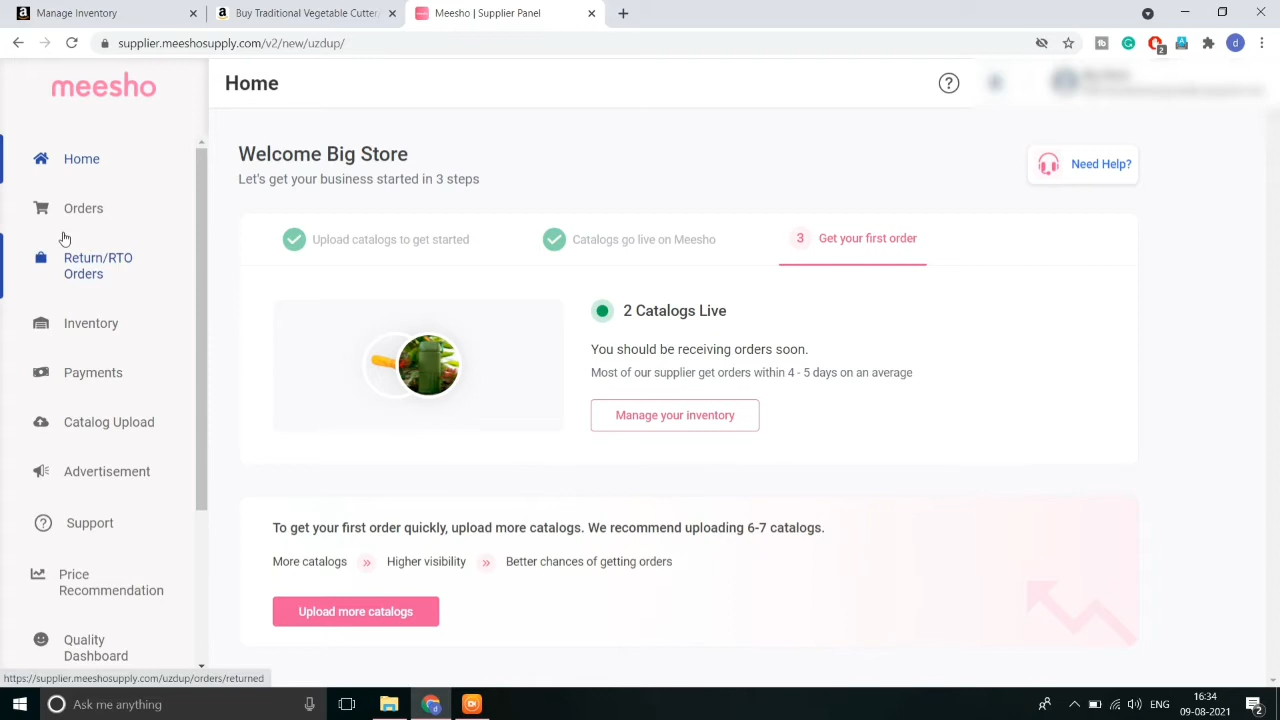 Manage Inventory
Buy Traditional Vegetable Cutter
Meesho | Supplier Panel
supplier.meeshosupply.com/v2/new/uzdup/
2
d
meesho
Home
Home
Orders
Return/RTO
Orders
Inventory
Payments
Catalog Upload
Advertisement
Support
Price
Recommendation
Quality
Dashboard
Welcome Big Store
Let's get your business started in 3 steps
Need Help?
Upload catalogs to get started
Catalogs go live on Meesho
3 Get your first order
2 Catalogs Live
You should be receiving orders soon.
Most of our supplier get orders within 4 - 5 days on an average
Manage your inventory
To get your first order quickly, upload more catalogs. We recommend uploading 6-7 catalogs.
More catalogs » Higher visibility » Better chances of getting orders
Upload more catalogs
https://supplier.meeshosupply.com/uzdup/orders/returned
Ask me anything
ENG
16:34
09-08-2021
2